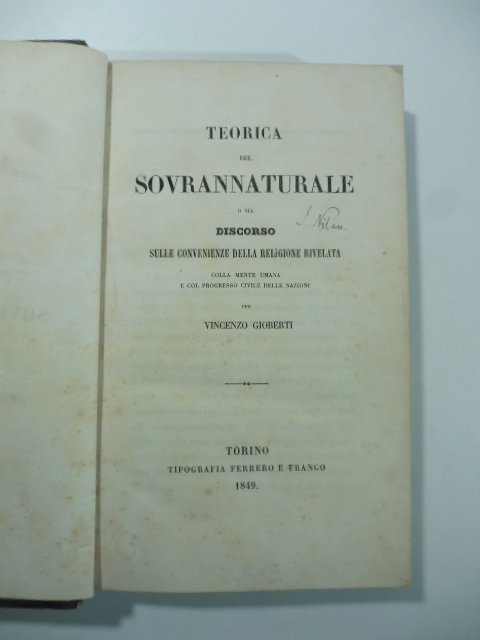 TEORICA
DEL
SOVRANNATURALE
O SIA
DISCORSO
SULLE CONVENIENZE DELLA RELIGIONE RIVELATA
COLLA MENTE UMANA
E COL PROGRESSO CIVILE DELLE NAZIONI
PER
VINCENZO GIOBERTI
TORINO
TIPOGRAFIA FERRERO E FRANCO
1849.